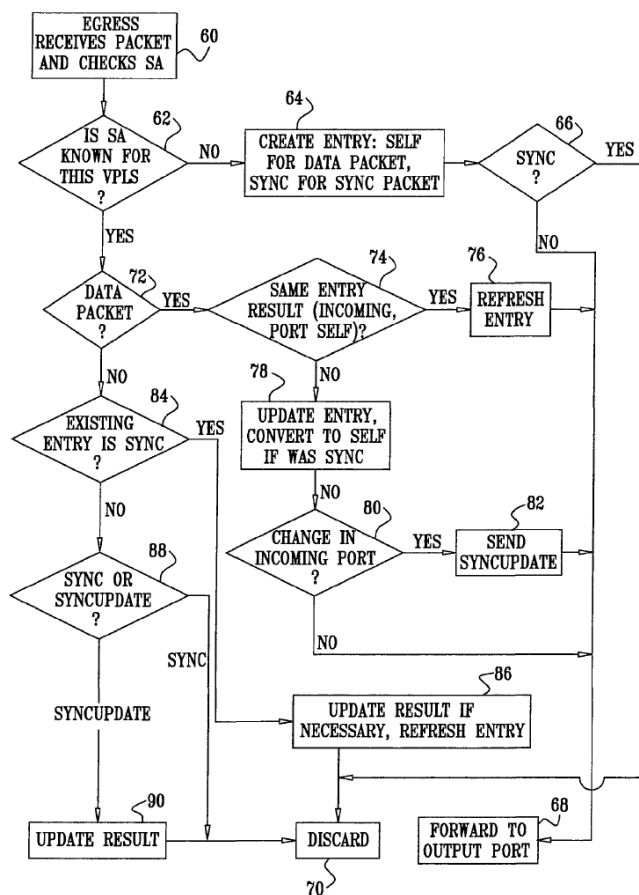 EGRESS
RECEIVES PACKET
AND CHECKS SA
60
IS SA
KNOWN FOR
THIS VPLS
?
62
NO
YES
64
CREATE ENTRY: SELF
FOR DATA PACKET,
SYNC FOR SYNC PACKET
66
SYNC
?
YES
NO
72
DATA
PACKET
?
YES
NO
74
SAME ENTRY
RESULT (INCOMING,
PORT SELF)?
YES
NO
76
REFRESH
ENTRY
78
UPDATE ENTRY,
CONVERT TO SELF
IF WAS SYNC
NO
84
EXISTING
ENTRY IS SYNC
?
YES
NO
80
CHANGE IN
INCOMING PORT
?
YES
NO
82
SEND
SYNCUPDATE
88
SYNC OR
SYNCUPDATE
?
SYNC
SYNCUPDATE
86
UPDATE RESULT IF
NECESSARY, REFRESH ENTRY
90
UPDATE RESULT
DISCARD
70
68
FORWARD TO
OUTPUT PORT